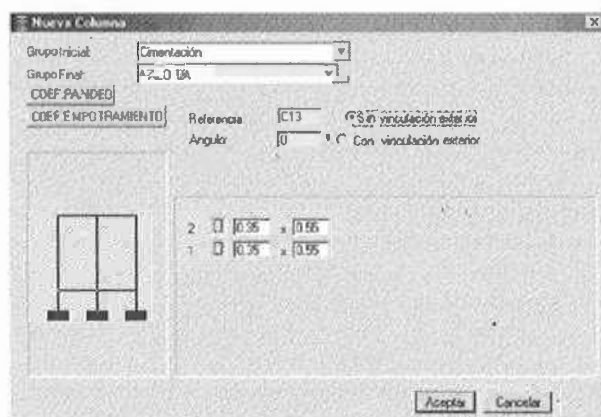 Nueva Columna
Grupo Inicial: Cimentación
Grupo Final:
COEF.PANDEO
COEF.EMPOTRAMIENTO
Referencia C13 Sin vinculación exterior
Angulo 0 Con vinculación exterior
2 0.35 x 0.55
1 0.35 x 0.55
Aceptar Cancelar